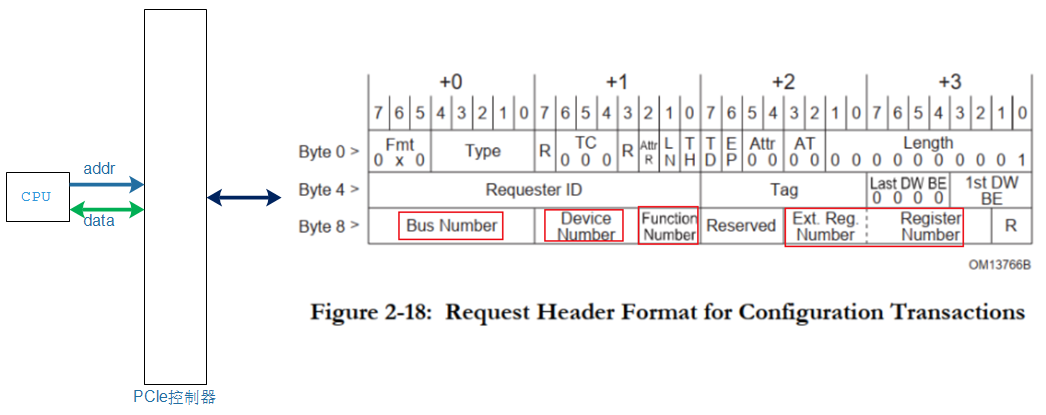 +0 +1 +2 +3
7 6 5 4 3 2 1 0 7 6 5 4 3 2 1 0 7 6 5 4 3 2 1 0 7 6 5 4 3 2 1 0
Byte 0 > Fmt 0 x 0 Type R TC 0 0 0 R Attr R LN TH TD EP Attr 0 0 AT 0 0 Length 0 0 0 0 0 0 0 0 0 1
Byte 4 > Requester ID Tag Last DW BE 0 0 0 0 1st DW BE
Byte 8 > Bus Number Device Number Function Number Reserved Ext. Reg. Number Register Number R
OM13766B
Figure 2-18: Request Header Format for Configuration Transactions
CPU
addr
data
PCIe控制器